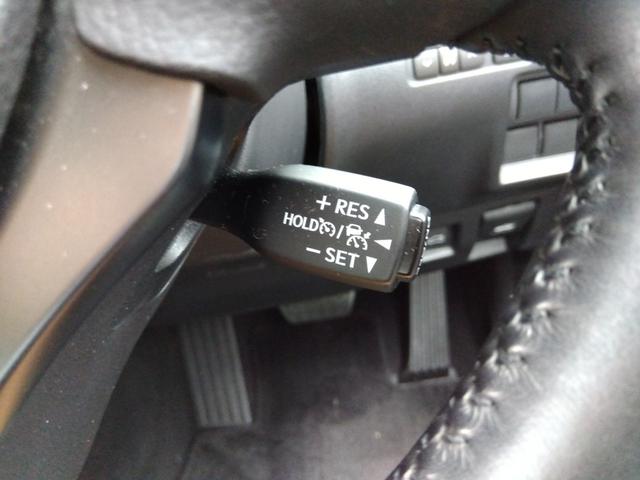 + RES ▲
HOLD / ◀
− SET ▼